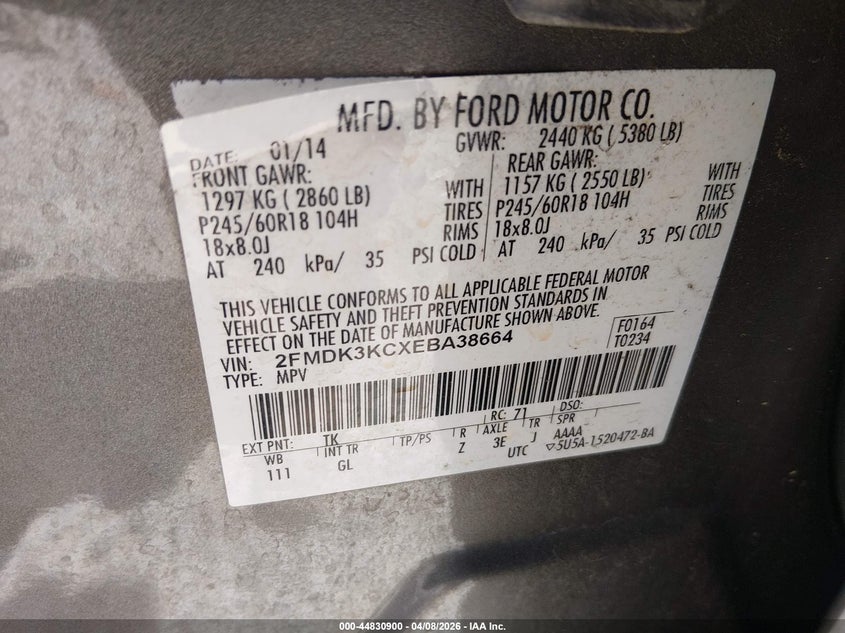 MFD. BY FORD MOTOR CO.
DATE: 01/14 GVWR: 2440 KG ( 5380 LB)
FRONT GAWR: REAR GAWR:
1297 KG ( 2860 LB) WITH 1157 KG ( 2550 LB) WITH
P245/60R18 104H TIRES P245/60R18 104H TIRES
18x8.0J RIMS 18x8.0J RIMS
AT 240 kPa/ 35 PSI COLD AT 240 kPa/ 35 PSI COLD
THIS VEHICLE CONFORMS TO ALL APPLICABLE FEDERAL MOTOR
VEHICLE SAFETY AND THEFT PREVENTION STANDARDS IN
EFFECT ON THE DATE OF MANUFACTURE SHOWN ABOVE.
VIN: 2FMDK3KCXEBA38664 F0164
TYPE: MPV T0234
RC: 71 DSO:
EXT PNT: TK
WB INT TR TP/PS R AXLE TR SPR
111 GL Z 3E J AAAA
UTC ▽5U5A-1520472-BA
000-44830900 - 04/08/2026 - IAA Inc.